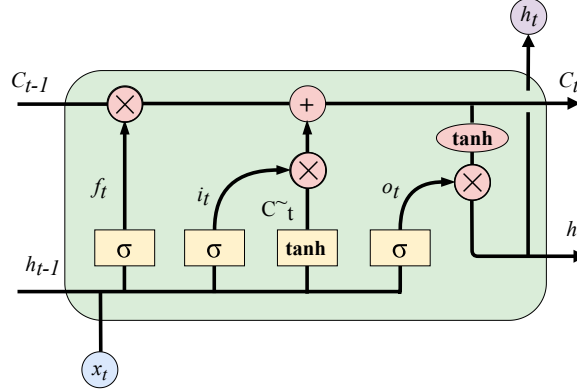 h_t
C_{t-1}
C_t
×
+
tanh
f_t
i_t
×
o_t
×
C~t
h
σ
σ
tanh
σ
h_{t-1}
x_t